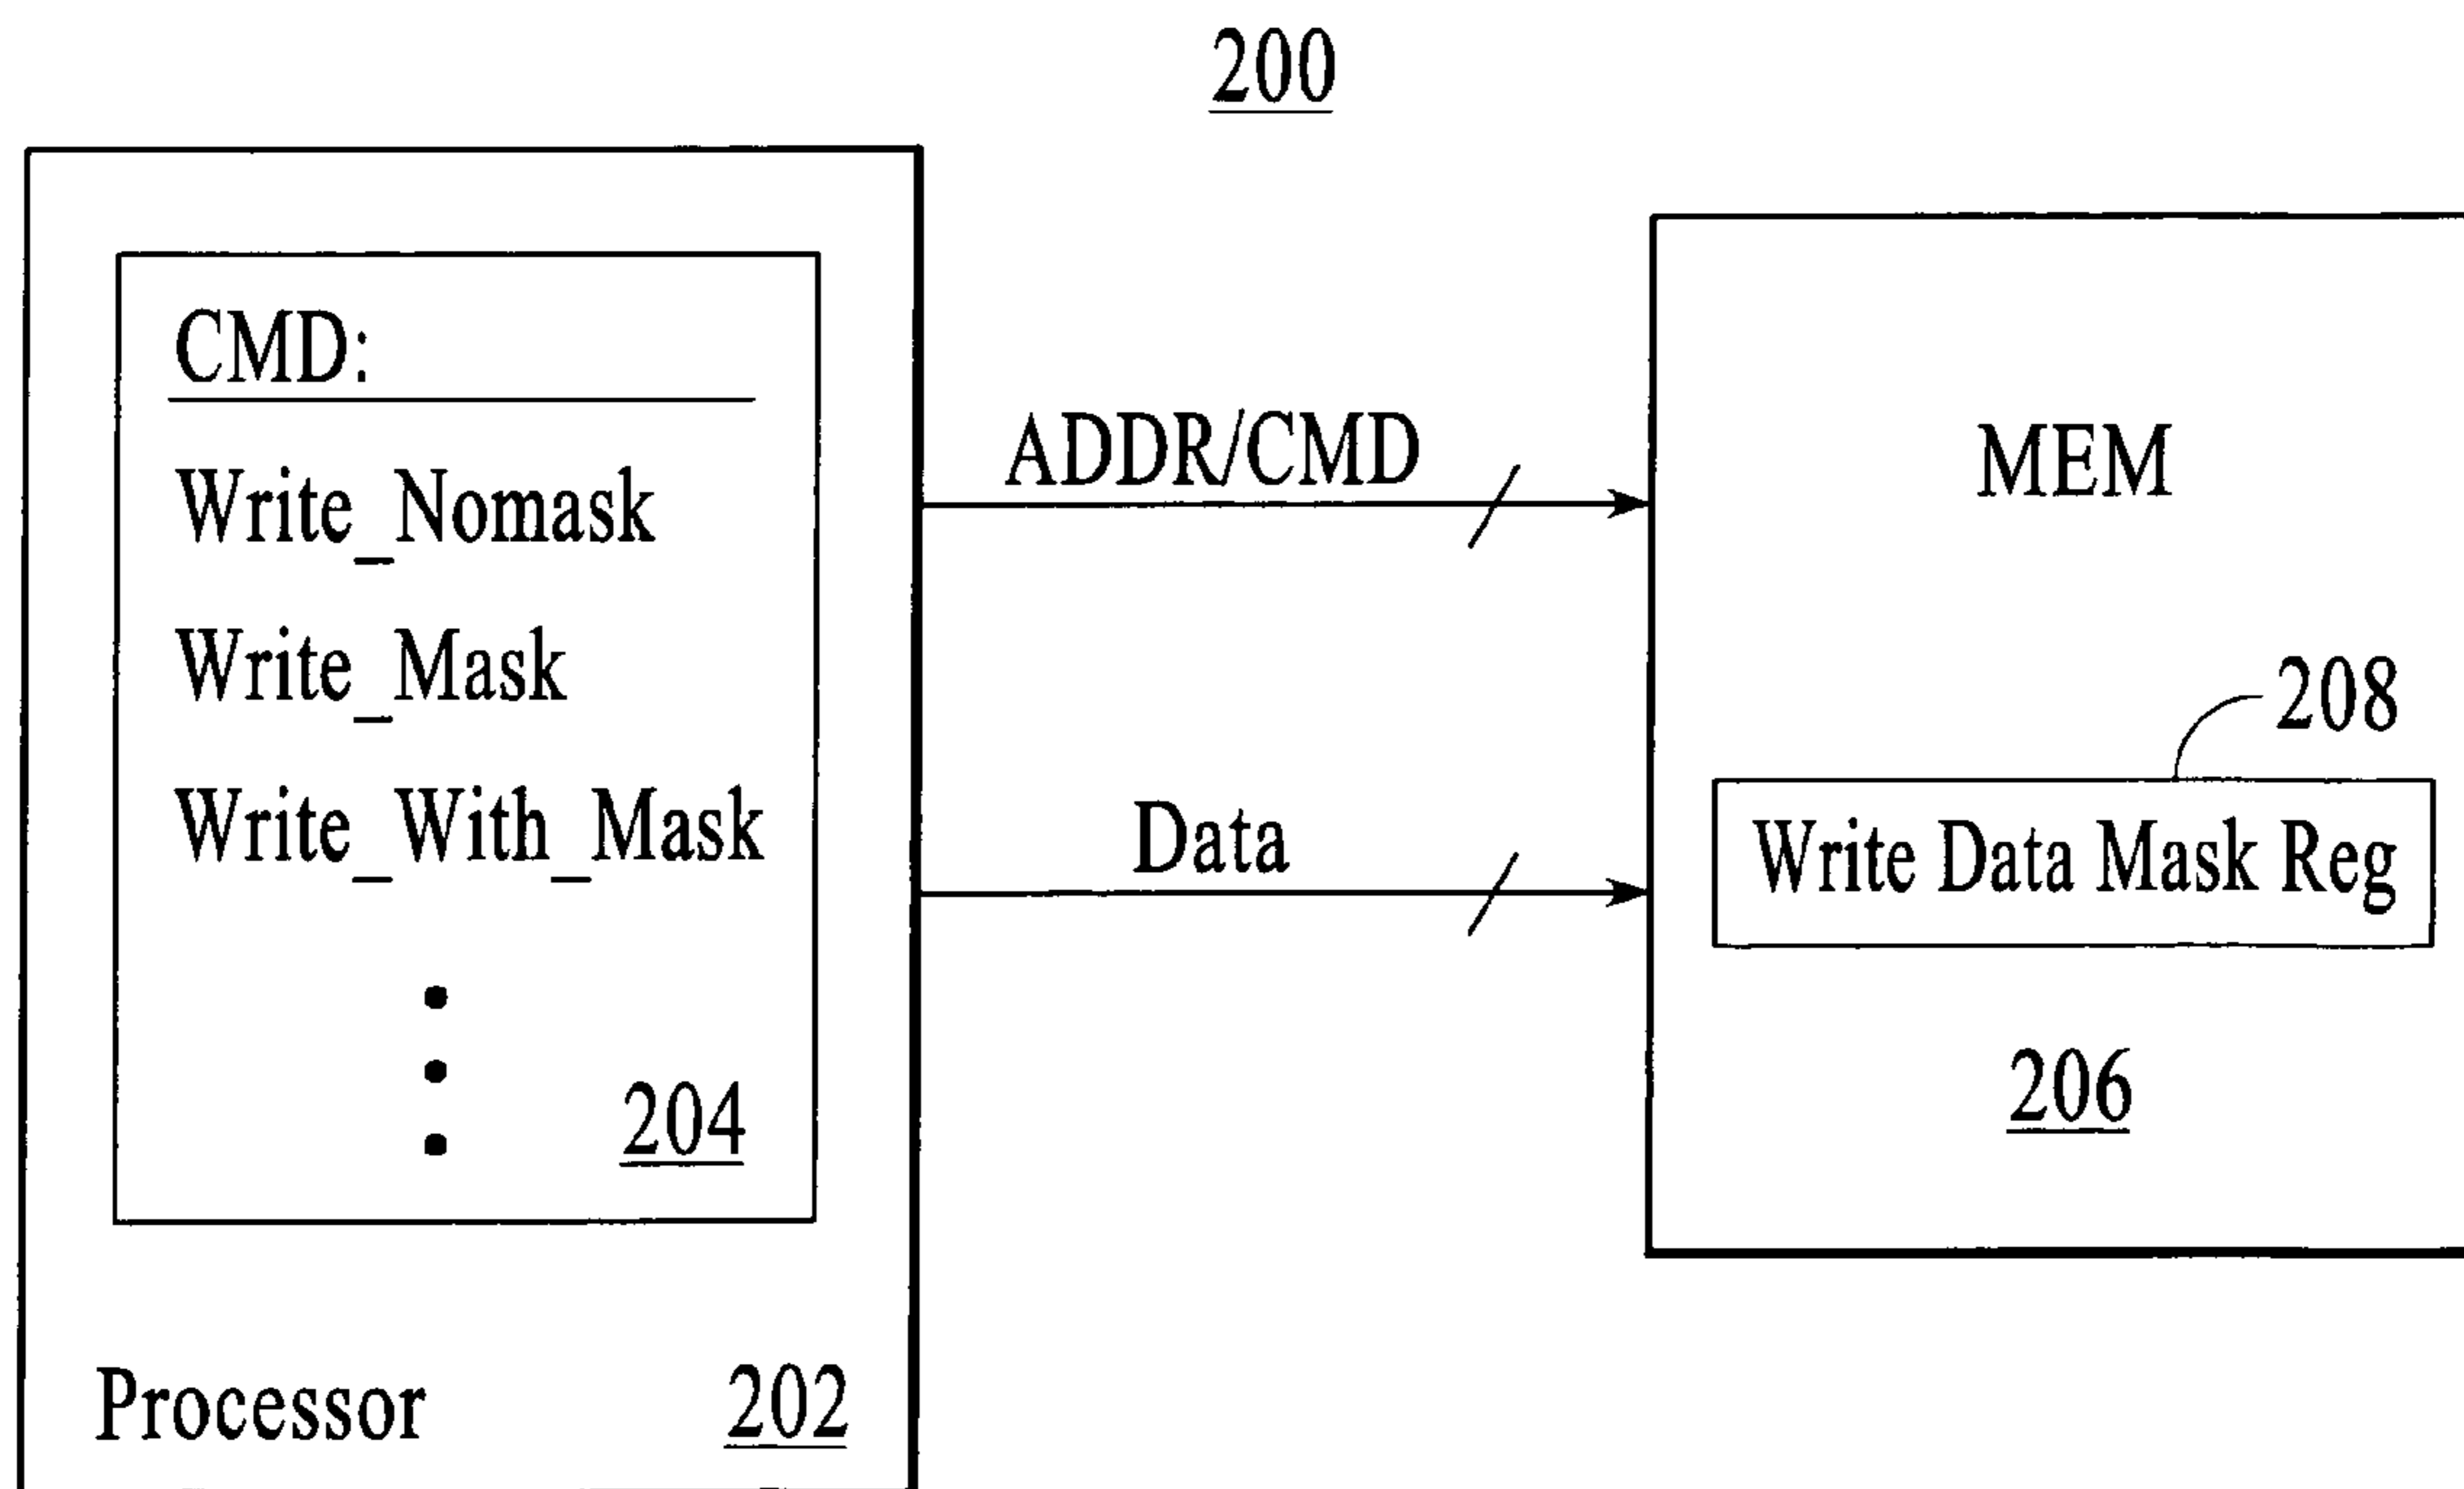 200
CMD:
Write_Nomask
Write_Mask
Write_With_Mask
204
Processor
202
ADDR/CMD
Data
MEM
208
Write Data Mask Reg
206